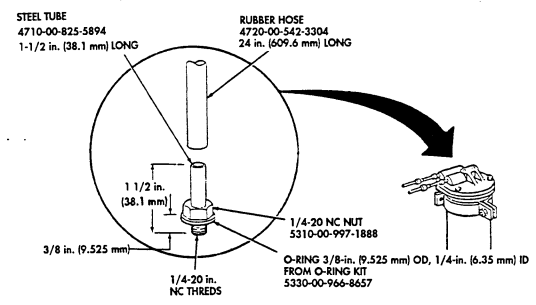 STEEL TUBE
4710-00-825-5894
1-1/2 in. (38.1 mm) LONG
RUBBER HOSE
4720-00-542-3304
24 in. (609.6 mm) LONG
1 1/2 in.
(38.1 mm)
3/8 in. (9.525 mm)
1/4-20 in.
NC THREDS
1/4-20 NC NUT
5310-00-997-1888
O-RING 3/8-in. (9.525 mm) OD, 1/4-in. (6.35 mm) ID
FROM O-RING KIT
5330-00-966-8657